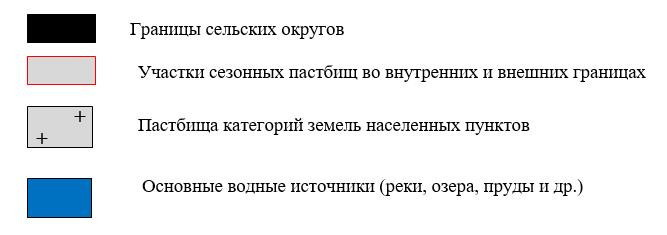 Границы сельских округов
Участки сезонных пастбищ во внутренних и внешних границах
Пастбища категорий земель населенных пунктов
Основные водные источники (реки, озера, пруды и др.)